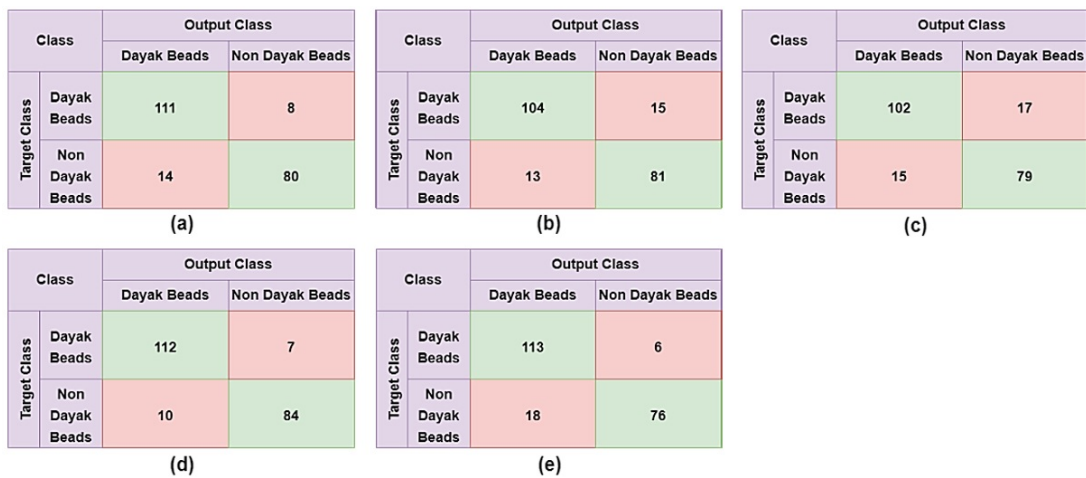 Class
Output Class
Dayak Beads Non Dayak Beads
Target Class
Dayak
Beads
111 8
Non
Dayak
Beads
14 80
(a)
Class
Output Class
Dayak Beads Non Dayak Beads
Target Class
Dayak
Beads
104 15
Non
Dayak
Beads
13 81
(b)
Class
Output Class
Dayak Beads Non Dayak Beads
Target Class
Dayak
Beads
102 17
Non
Dayak
Beads
15 79
(c)
Class
Output Class
Dayak Beads Non Dayak Beads
Target Class
Dayak
Beads
112 7
Non
Dayak
Beads
10 84
(d)
Class
Output Class
Dayak Beads Non Dayak Beads
Target Class
Dayak
Beads
113 6
Non
Dayak
Beads
18 76
(e)